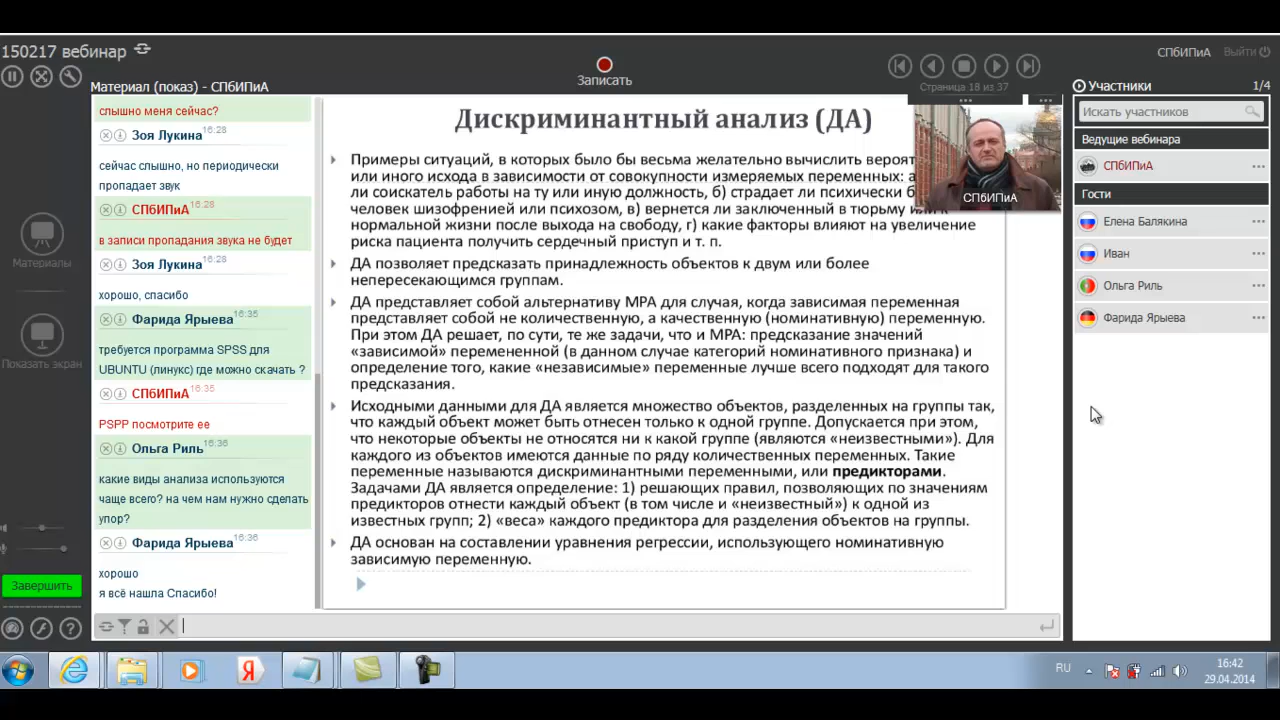 150217 вебинар
СПбИПиА
Выйти
Записать
Страница 18 из 37
Материал (показ) - СПбИПиА
Участники
1/4
Материалы
Показать экран
Завершить
слышно меня сейчас?
Зоя Лукина 16:28
сейчас слышно, но периодически
пропадает звук
СПбИПиА 16:28
в записи пропадания звука не будет
Зоя Лукина 16:28
хорошо, спасибо
Фарида Ярыева 16:35
требуется программа SPSS для
UBUNTU (линукс) где можно скачать ?
СПбИПиА 16:35
PSPP посмотрите ее
Ольга Риль 16:36
какие виды анализа используются
чаще всего? на чем нам нужно сделать
упор?
Фарида Ярыева 16:36
хорошо
я всё нашла Спасибо!
Дискриминантный анализ (ДА)
Примеры ситуаций, в которых было бы весьма желательно вычислить
или иного исхода в зависимости от совокупности измеряемых переменных:
ли соискатель работы на ту или иную должность, б) страдает ли психически
человек шизофренией или психозом, в) вернется ли заключенный в тюрьму
нормальной жизни после выхода на свободу, г) какие факторы влияют на увеличение
риска пациента получить сердечный приступ и т. п.
ДА позволяет предсказать принадлежность объектов к двум или более
непересекающимся группам.
ДА представляет собой альтернативу МРА для случая, когда зависимая переменная
представляет собой не количественную, а качественную (номинативную) переменную.
При этом ДА решает, по сути, те же задачи, что и МРА: предсказание значений
«зависимой» перемененной (в данном случае категорий номинативного признака) и
определение того, какие «независимые» переменные лучше всего подходят для такого
предсказания.
Исходными данными для ДА является множество объектов, разделенных на группы так,
что каждый объект может быть отнесен только к одной группе. Допускается при этом,
что некоторые объекты не относятся ни к какой группе (являются «неизвестными»). Для
каждого из объектов имеются данные по ряду количественных переменных. Такие
переменные называются дискриминантными переменными, или предикторами.
Задачами ДА является определение: 1) решающих правил, позволяющих по значениям
предикторов отнести каждый объект (в том числе и «неизвестный») к одной из
известных групп; 2) «веса» каждого предиктора для разделения объектов на группы.
ДА основан на составлении уравнения регрессии, использующего номинативную
зависимую переменную.
СПбИПиА
Искать участников
Ведущие вебинара
СПбИПиА
Гости
Елена Балякина
Иван
Ольга Риль
Фарида Ярыева
RU
16:42
29.04.2014